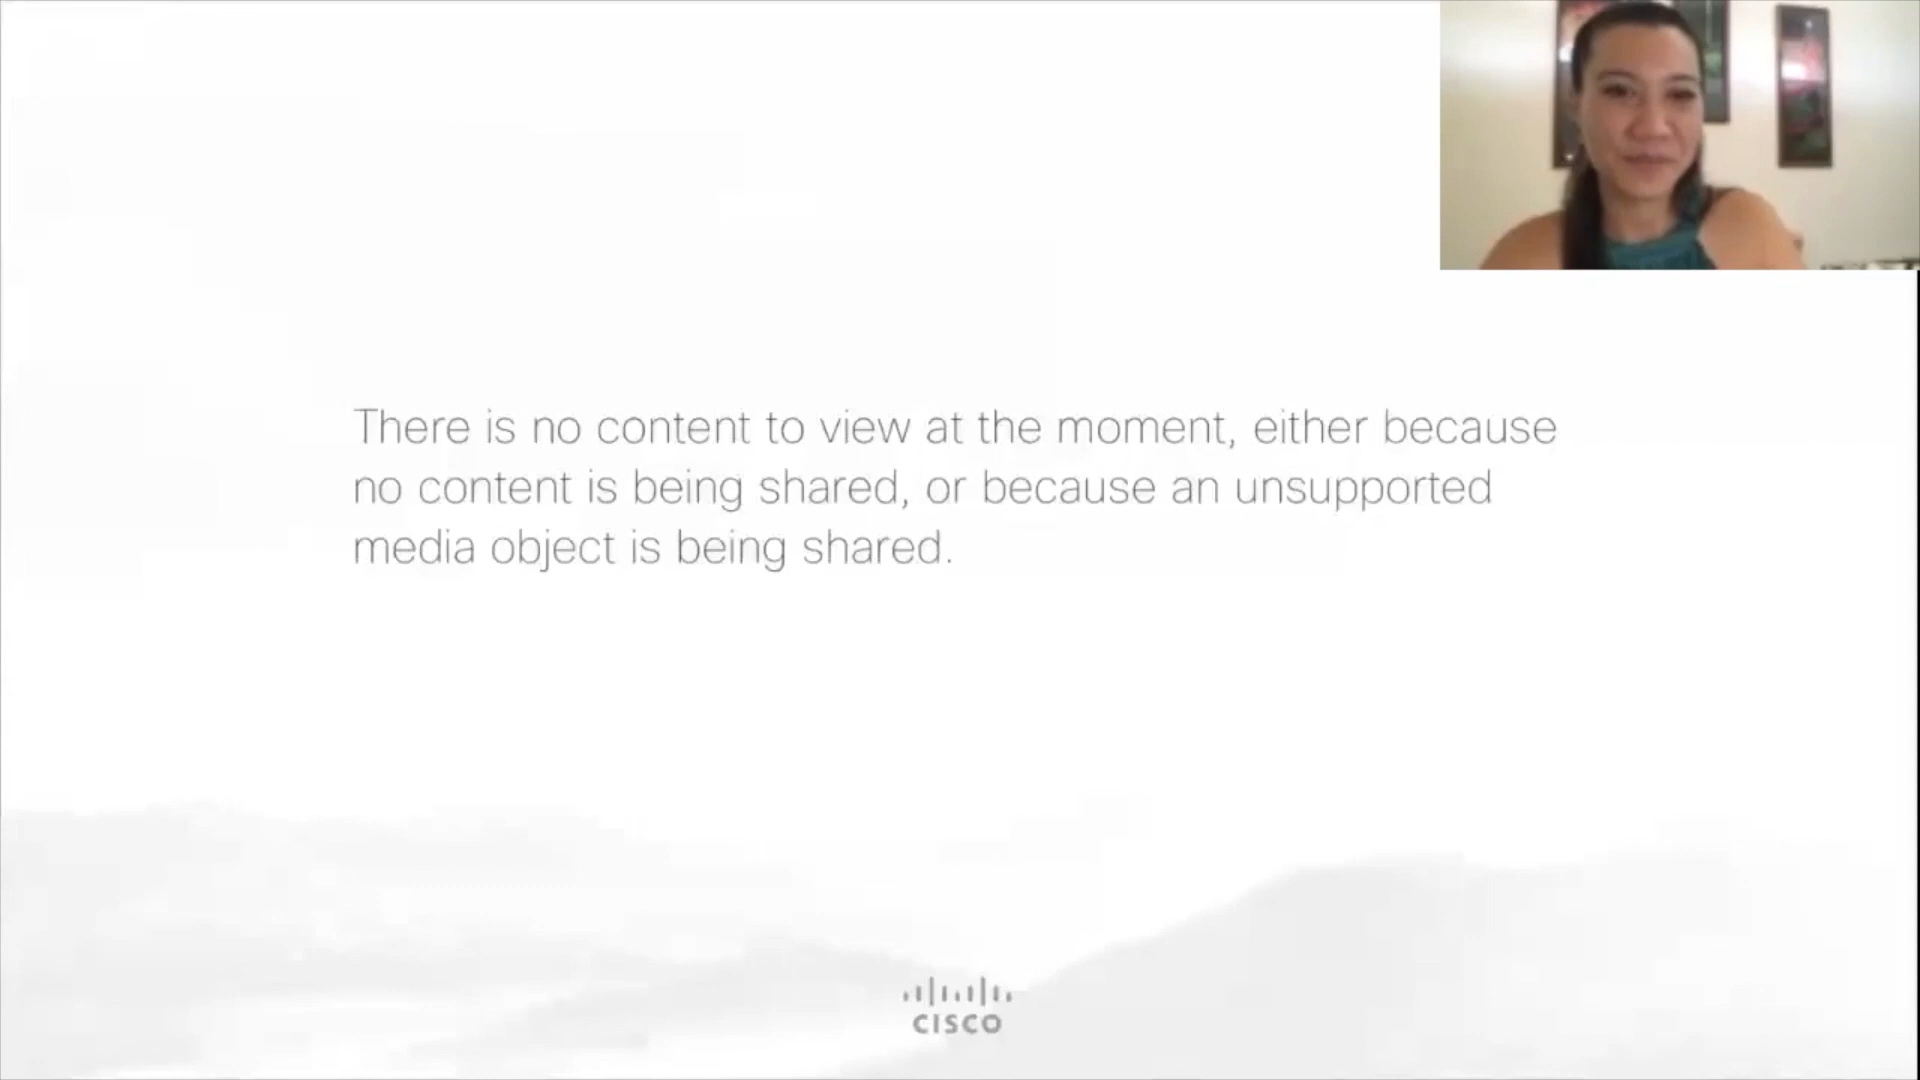 There is no content to view at the moment, either because
no content is being shared, or because an unsupported
media object is being shared.
CISCO